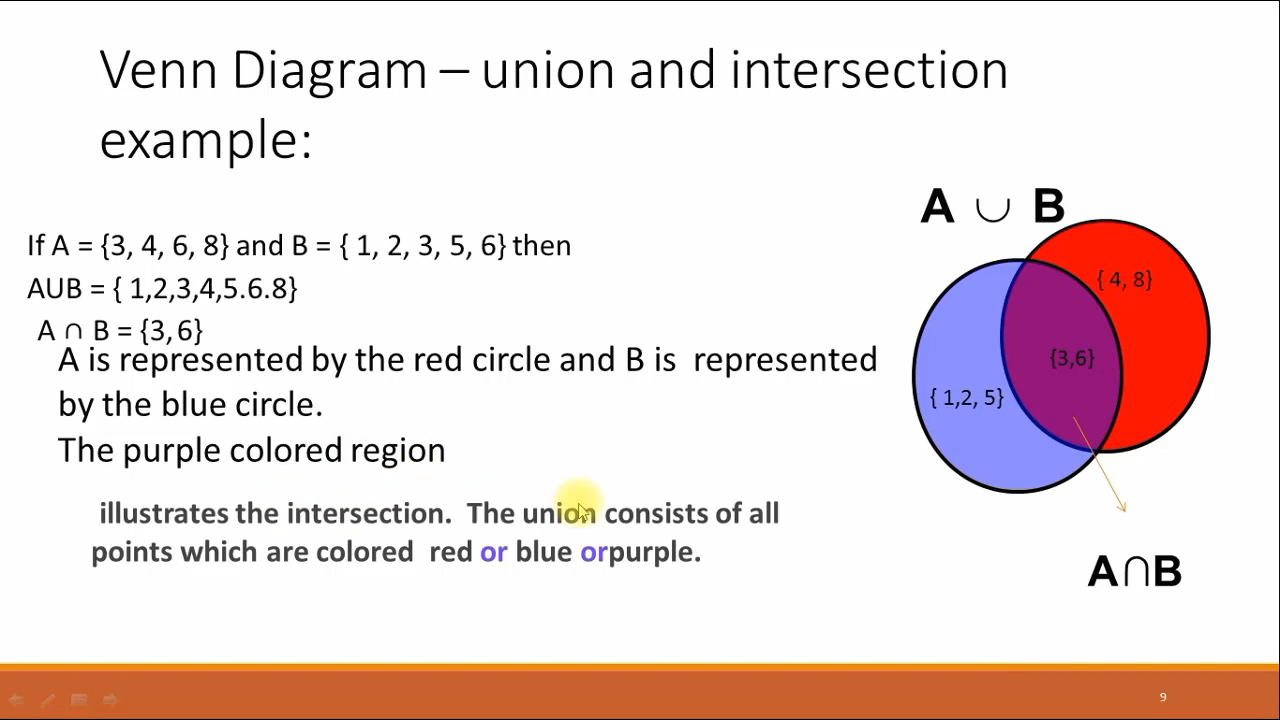 Venn Diagram – union and intersection
example:
If A = {3, 4, 6, 8} and B = { 1, 2, 3, 5, 6} then
AUB = { 1,2,3,4,5.6.8}
A ∩ B = {3, 6}
A is represented by the red circle and B is  represented
by the blue circle.
The purple colored region
illustrates the intersection.  The union consists of all
points which are colored  red or blue orpurple.
A ∪ B
{ 4, 8}
{3,6}
{ 1,2, 5}
A∩B
9